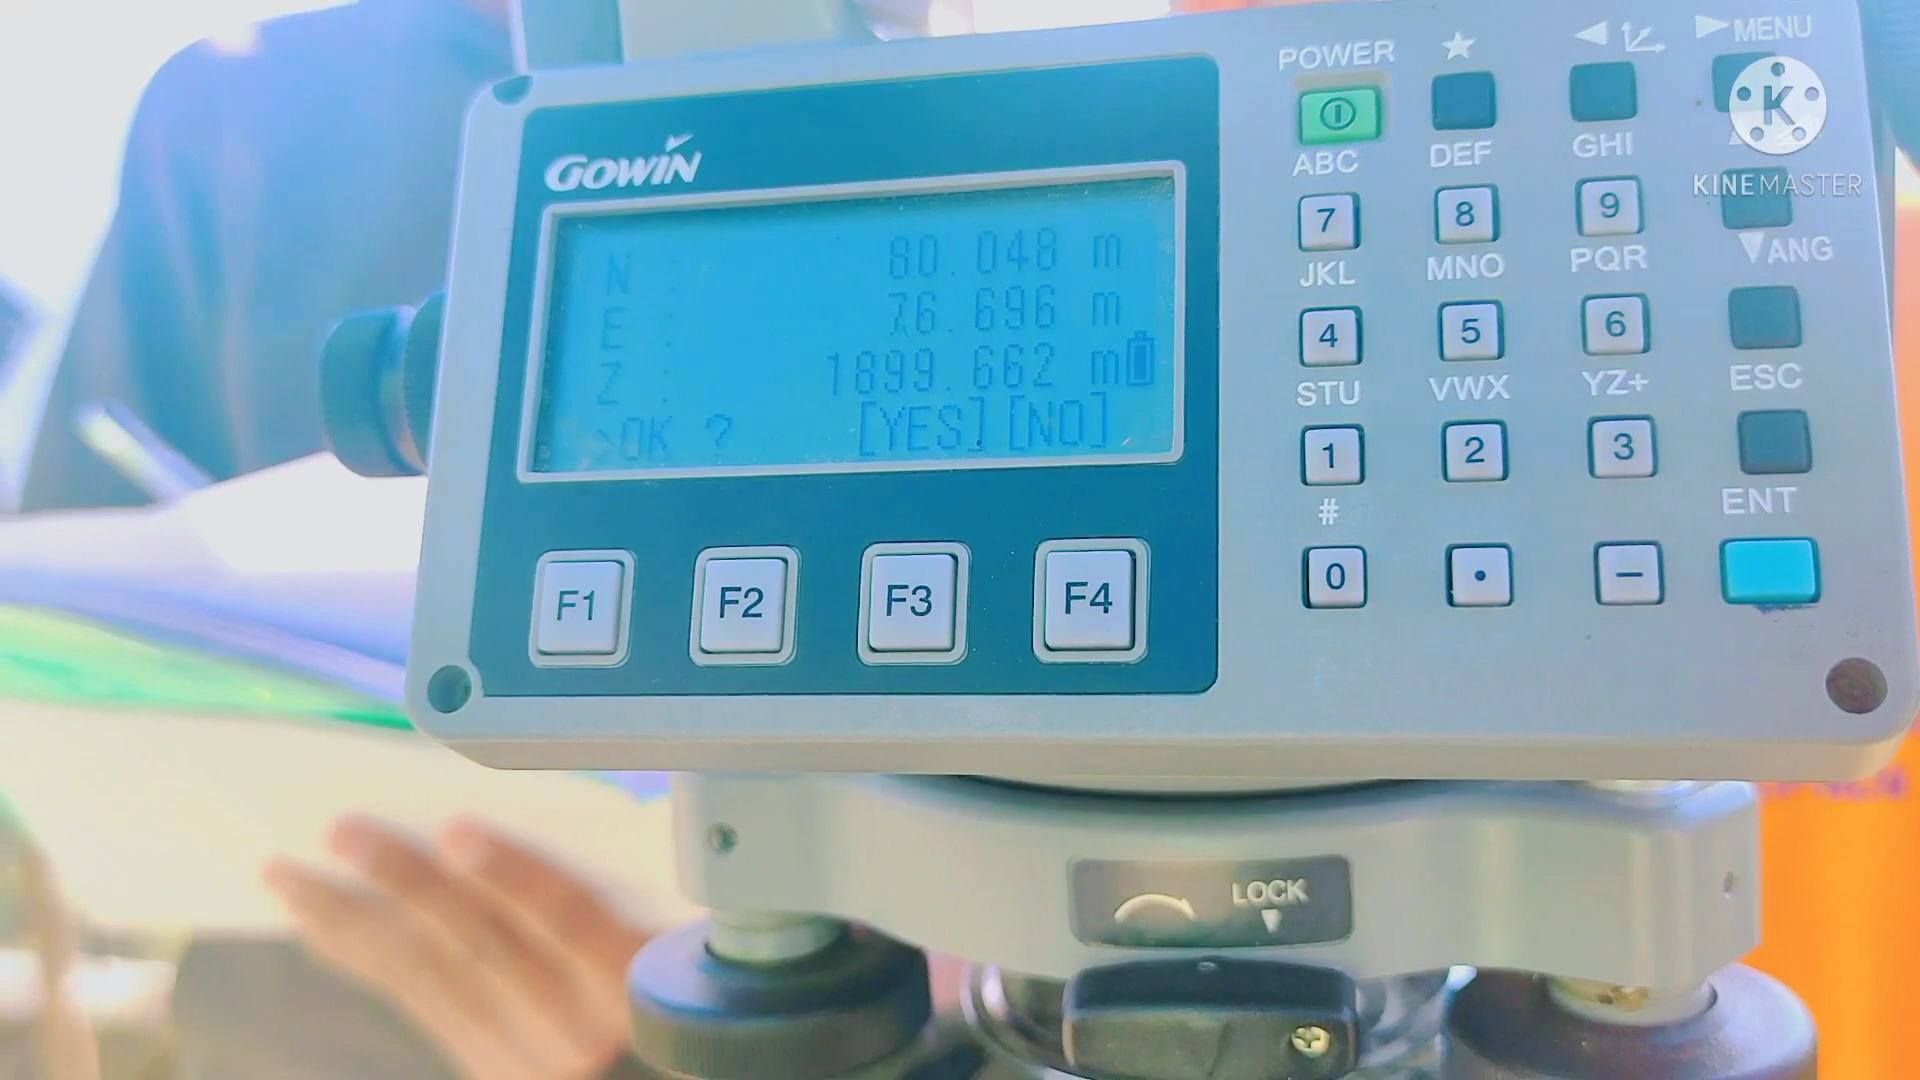 GOWIN
N : 80.048 m
E : 76.696 m
Z : 1899.662 m
>OK ? [YES] [NO]
F1 F2 F3 F4
POWER ★ ◀ ▶ MENU
ABC DEF GHI
7 8 9
▼ANG
JKL MNO PQR
4 5 6
ESC
STU VWX YZ+
1 2 3
ENT
#
0 • −
LOCK
▼
K
KINEMASTER